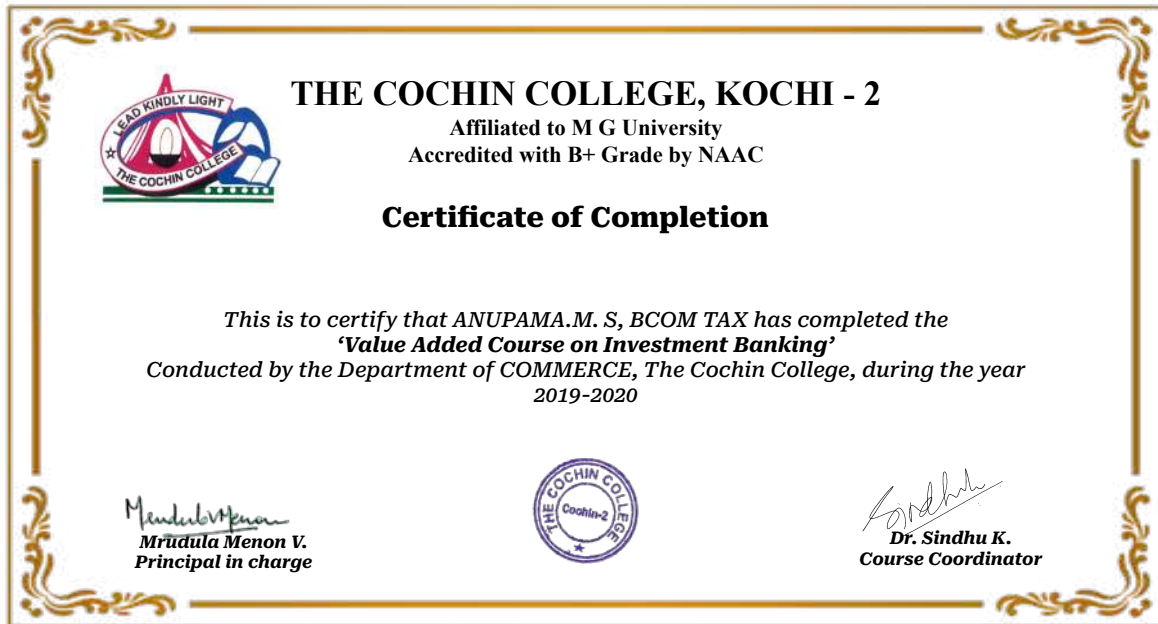 THE COCHIN COLLEGE, KOCHI - 2
LEAD KINDLY LIGHT
THE COCHIN COLLEGE
Affiliated to M G University
Accredited with B+ Grade by NAAC
Certificate of Completion
This is to certify that ANUPAMA.M. S, BCOM TAX has completed the
‘Value Added Course on Investment Banking’
Conducted by the Department of COMMERCE, The Cochin College, during the year
2019-2020
THE COCHIN COLLEGE
Cochin-2
Sindhu
Mrudula Menon V.
Principal in charge
Dr. Sindhu K.
Course Coordinator